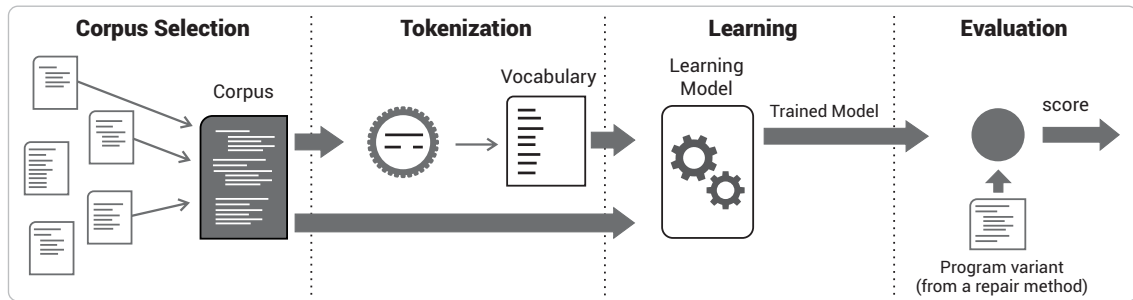 Corpus Selection
Tokenization
Learning
Evaluation
Corpus
Vocabulary
Learning
Model
Trained Model
score
Program variant
(from a repair method)